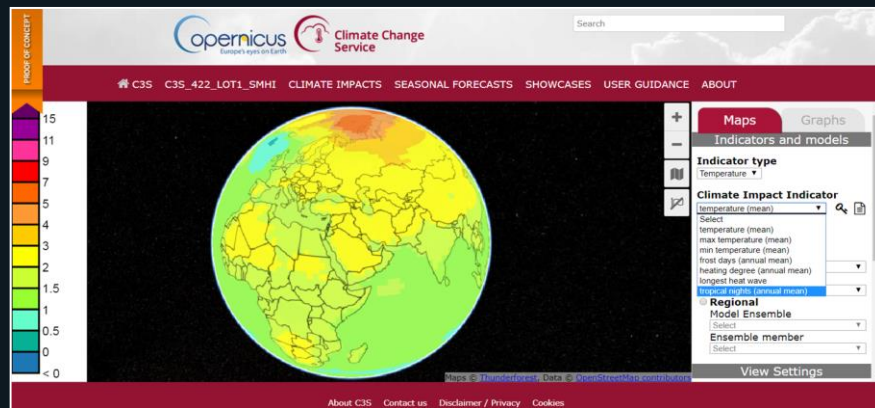 PROOF OF CONCEPT
Copernicus
Europe's eyes on Earth
Climate Change
Service
Search
C3S C3S_422_LOT1_SMHI CLIMATE IMPACTS SEASONAL FORECASTS SHOWCASES USER GUIDANCE ABOUT
15
11
9
7
5
4
3
2
1.5
1
0.5
0
< 0
+
−
Maps Graphs
Indicators and models
Indicator type
Temperature
Climate Impact Indicator
temperature (mean)
Select
temperature (mean)
max temperature (mean)
min temperature (mean)
frost days (annual mean)
heating degree (annual mean)
longest heat wave
tropical nights (annual mean)
Regional
Model Ensemble
Select
Ensemble member
Select
View Settings
Maps © Thunderforest, Data © OpenStreetMap contributors
About C3S Contact us Disclaimer / Privacy Cookies